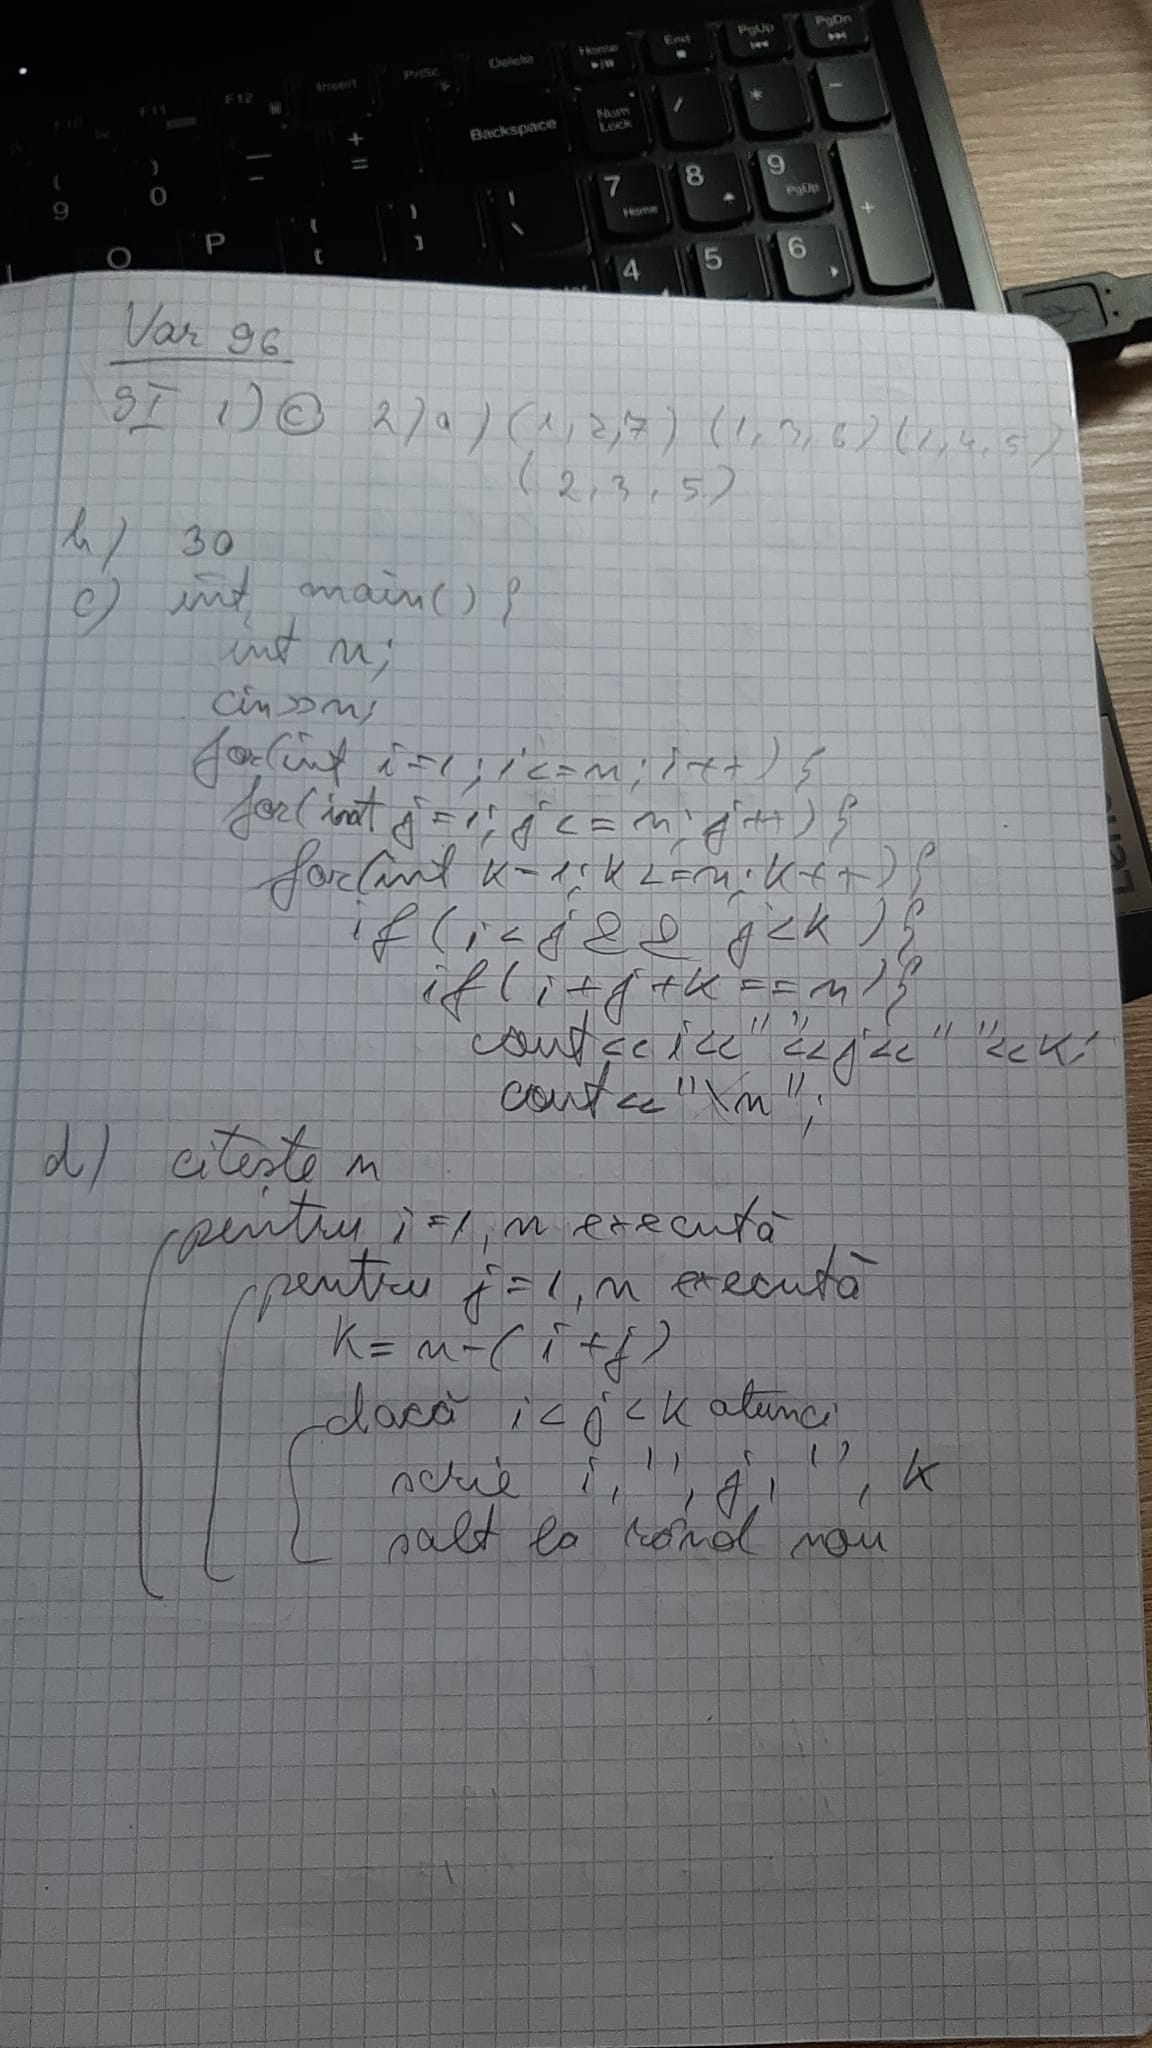 F10
F11
F12
Insert
PrtSc
Delete
Home
End
PgUp
PgDn
( 9
) 0
— -
+ =
Backspace
Num Lock
/
*
-
O
P
{ [
} ]
| \
7 Home
8
9 PgUp
+
4
5
6
Var 96
SI 1) c 2) a) (1,2,7) (1,3,6) (1,4,5)
(2,3,5)
b) 30
c) int main() {
int n;
cin>>n;
for(int i=1; i<=n; i++) {
for(int j=1; j<=n; j++) {
for(int k=1; k<=n; k++) {
if (i<j && j<k) {
if (i+j+k==n) {
cout<<i<<" "<<j<<" "<<k;
cout<<"\n";
d) citește n
pentru i=1, n execută
pentru j=1, n execută
k=n-(i+j)
dacă i<j<k atunci
scrie i, ' ', j, ' ', k
salt la rând nou